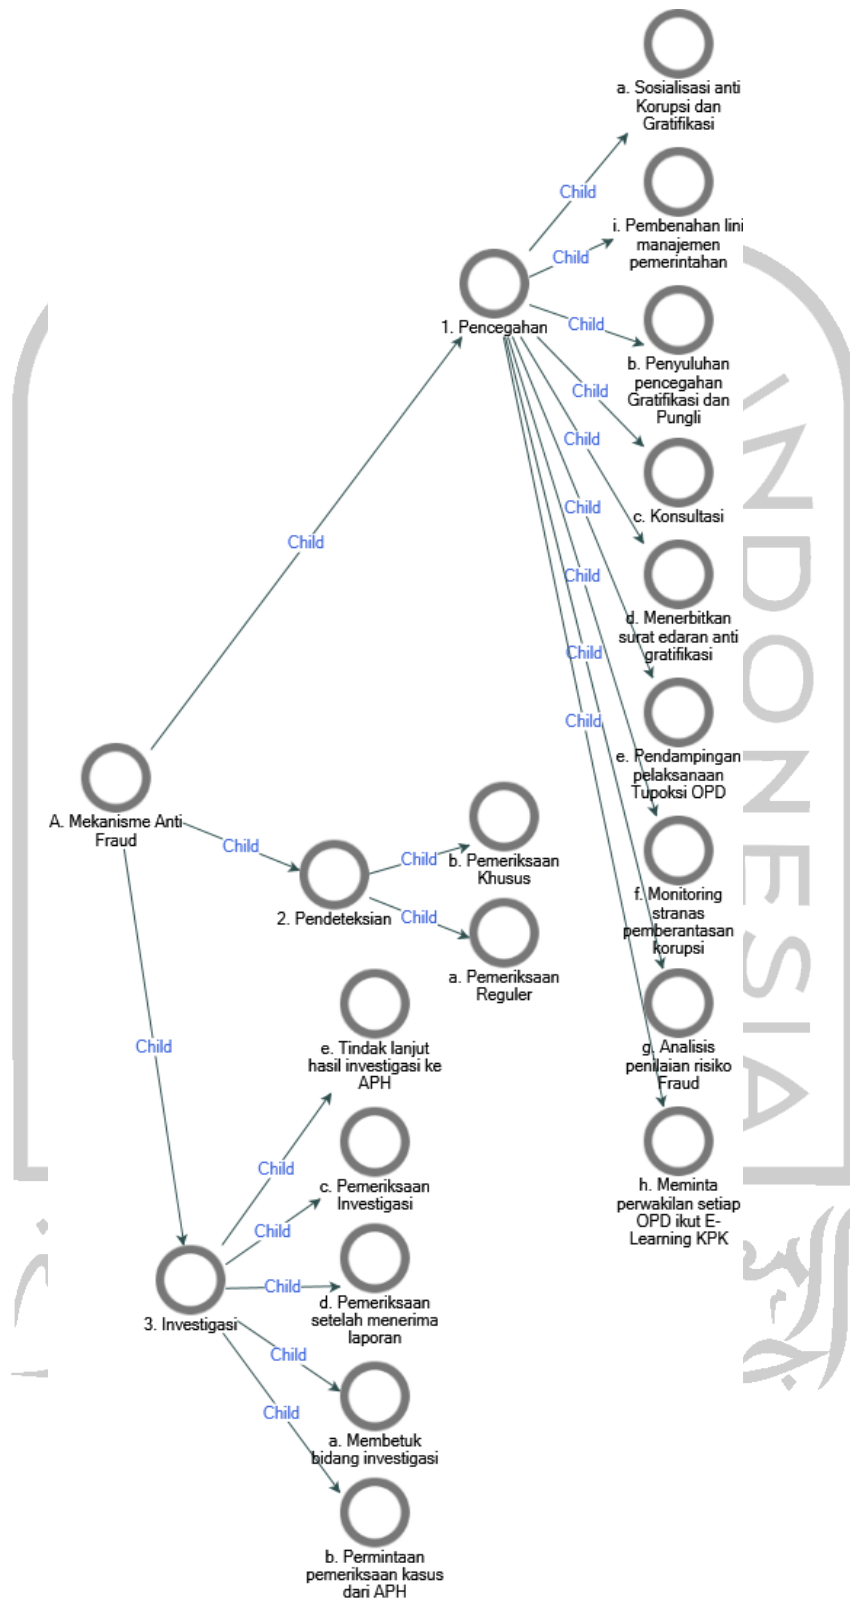 a. Sosialisasi anti
Korupsi dan
Gratifikasi
Child
i. Pembenahan lini
manajemen
pemerintahan
Child
1. Pencegahan
Child
b. Penyuluhan
pencegahan
Gratifikasi dan
Pungli
Child
c. Konsultasi
Child
d. Menerbitkan
surat edaran anti
gratifikasi
Child
e. Pendampingan
pelaksanaan
Tupoksi OPD
Child
f. Monitoring
stranas
pemberantasan
korupsi
Child
g. Analisis
penilaian risiko
Fraud
Child
h. Meminta
perwakilan setiap
OPD ikut E-
Learning KPK
Child
A. Mekanisme Anti
Fraud
Child
2. Pendeteksian
Child
b. Pemeriksaan
Khusus
Child
a. Pemeriksaan
Reguler
Child
3. Investigasi
Child
e. Tindak lanjut
hasil investigasi ke
APH
Child
c. Pemeriksaan
Investigasi
Child
d. Pemeriksaan
setelah menerima
laporan
Child
a. Membetuk
bidang investigasi
Child
b. Permintaan
pemeriksaan kasus
dari APH
INDONESIA